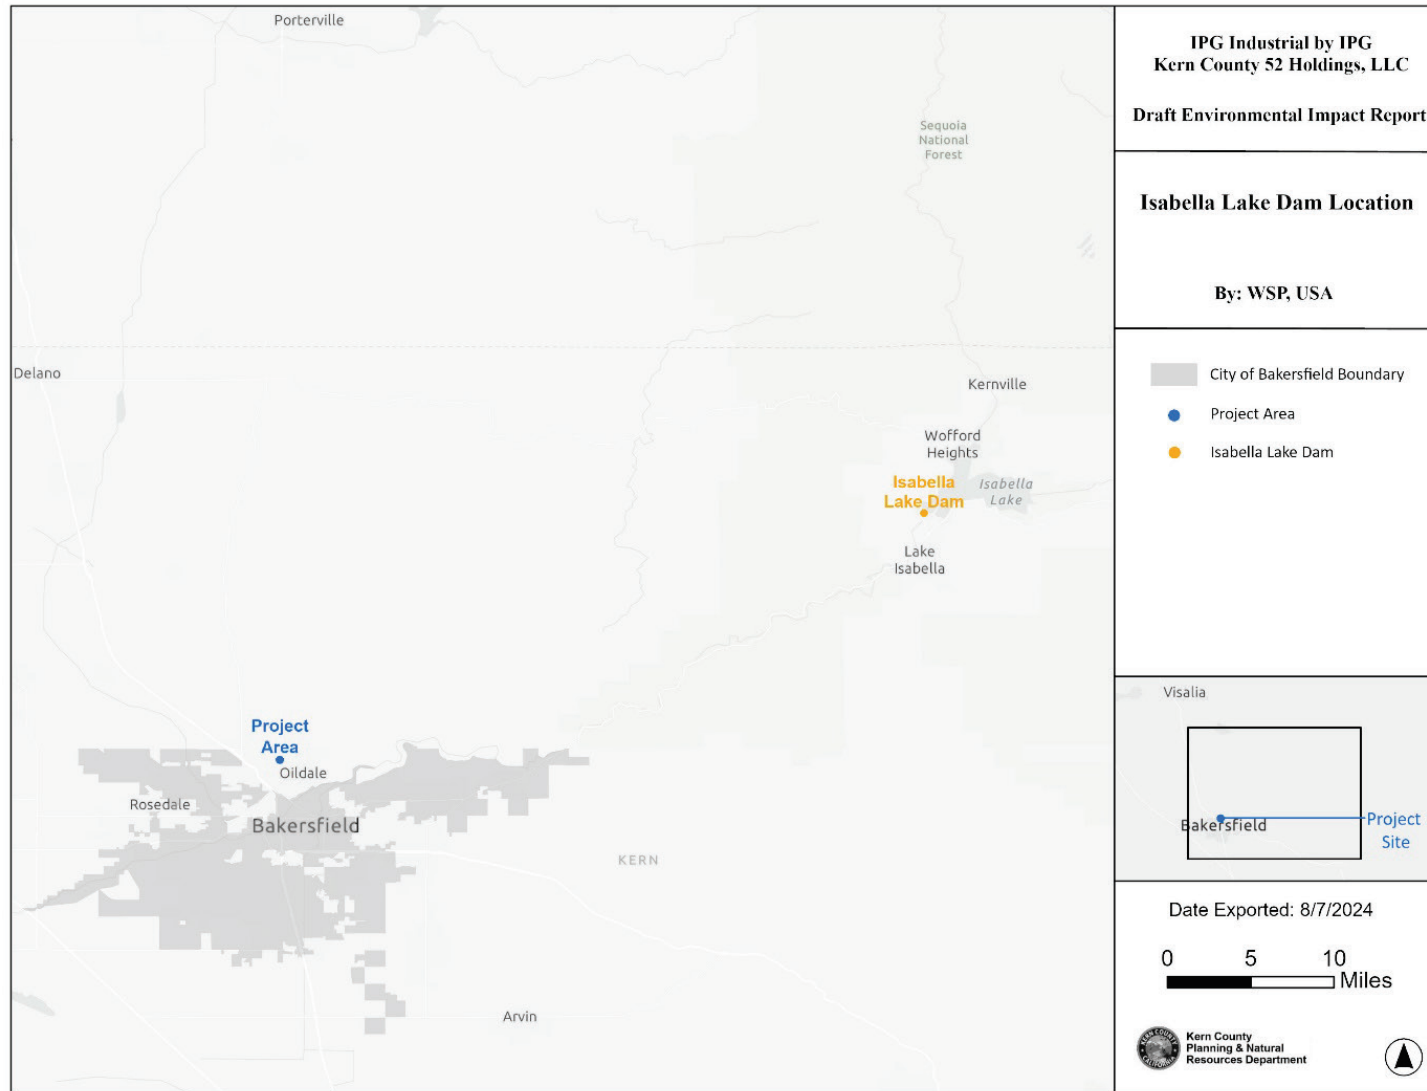 Porterville
Sequoia
National
Forest
Delano
Kernville
Wofford
Heights
Isabella
Lake
Isabella
Lake Dam
Lake
Isabella
Project
Area
Oildale
Rosedale
Bakersfield
KERN
Arvin
IPG Industrial by IPG
Kern County 52 Holdings, LLC
Draft Environmental Impact Report
Isabella Lake Dam Location
By: WSP, USA
City of Bakersfield Boundary
Project Area
Isabella Lake Dam
Visalia
Bakersfield
Project
Site
Date Exported: 8/7/2024
0 5 10
Miles
KERN COUNTY
CALIFORNIA
Kern County
Planning & Natural
Resources Department